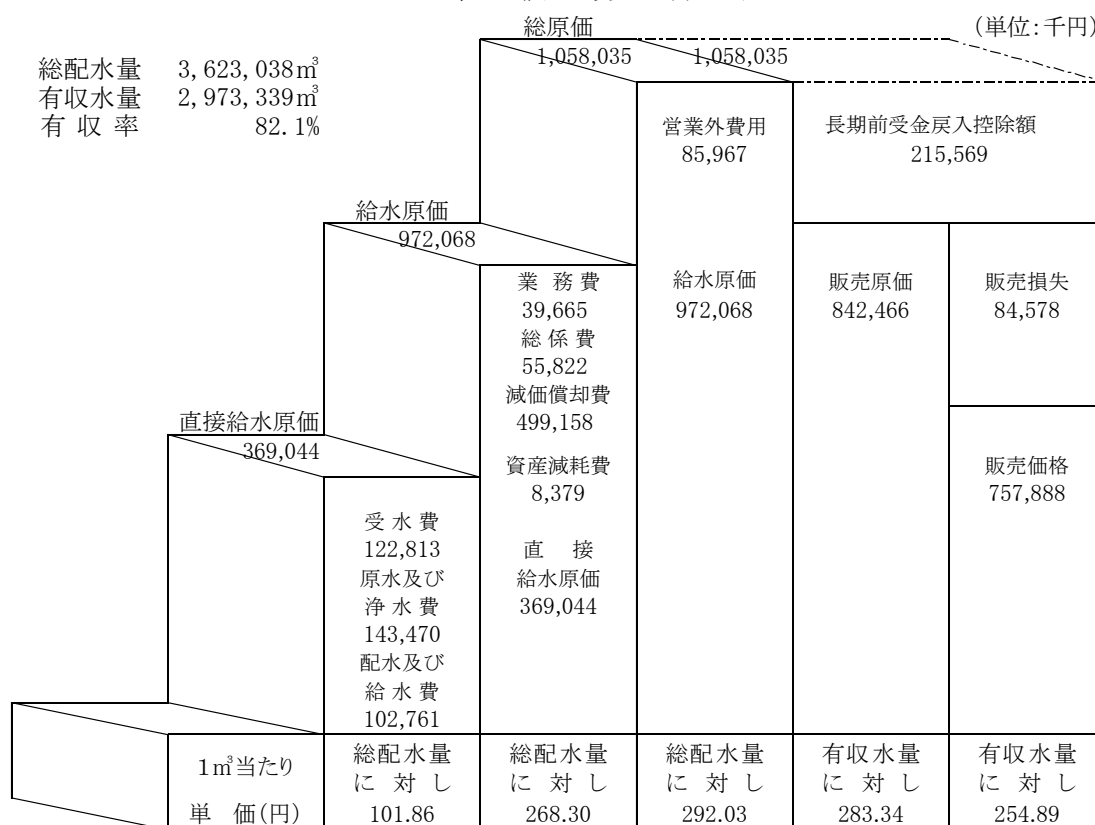 総原価
(単位:千円)
1,058,035
1,058,035
総配水量 3,623,038㎥
有収水量 2,973,339㎥
有収率 82.1%
営業外費用
85,967
長期前受金戻入控除額
215,569
給水原価
972,068
業務費
39,665
総係費
55,822
減価償却費
499,158
資産減耗費
8,379
直接
給水原価
369,044
給水原価
972,068
販売原価
842,466
販売損失
84,578
販売価格
757,888
直接給水原価
369,044
受水費
122,813
原水及び
浄水費
143,470
配水及び
給水費
102,761
1㎥当たり
単価(円)
総配水量
に対し
101.86
総配水量
に対し
268.30
総配水量
に対し
292.03
有収水量
に対し
283.34
有収水量
に対し
254.89